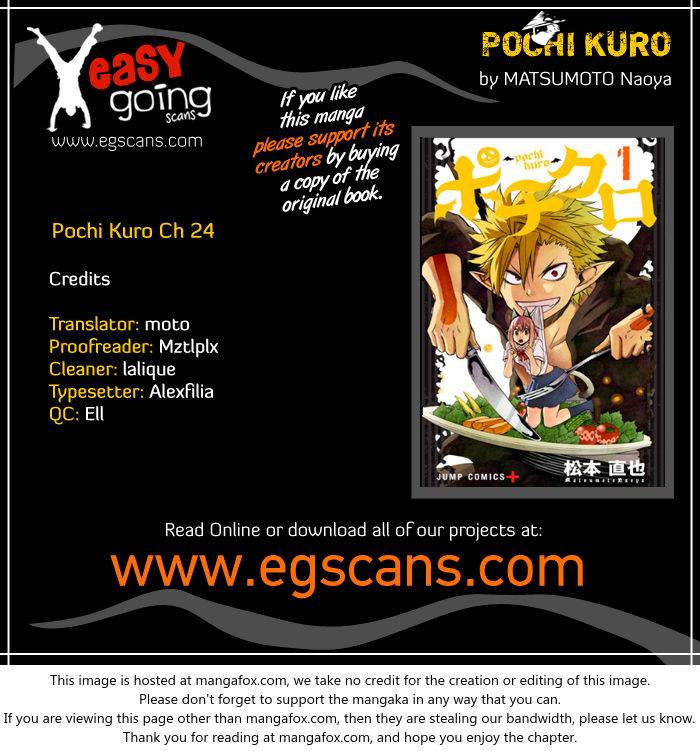 easy
going
scans
www.egscans.com
If you like
this manga
please support its
creators by buying
a copy of the
original book.
POCHI KURO
by MATSUMOTO Naoya
pochi
kuro
1
ポチクロ
松本 直也
Matsumoto Naoya
JUMP COMICS+
Pochi Kuro Ch 24
Credits
Translator: moto
Proofreader: Mztlplx
Cleaner: lalique
Typesetter: Alexfilia
QC: Ell
Read Online or download all of our projects at:
www.egscans.com
This image is hosted at mangafox.com, we take no credit for the creation or editing of this image.
Please don't forget to support the mangaka in any way that you can.
If you are viewing this page other than mangafox.com, then they are stealing our bandwidth, please let us know.
Thank you for reading at mangafox.com, and hope you enjoy the chapter.